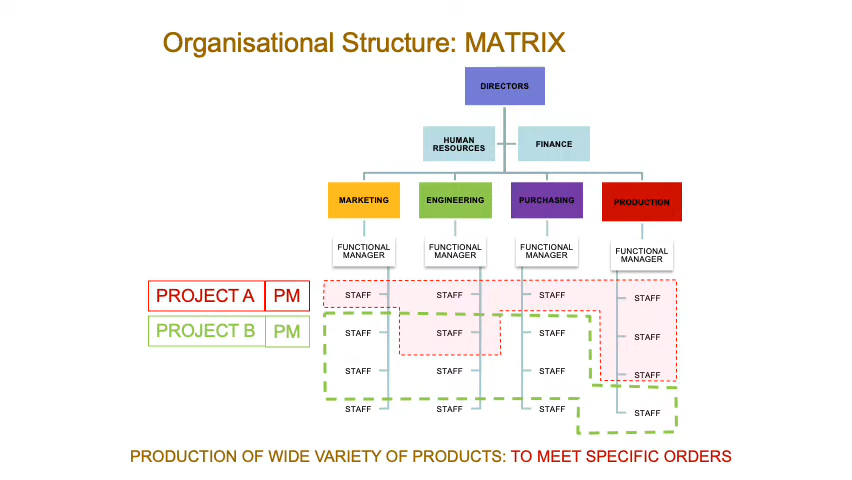 Organisational Structure: MATRIX
DIRECTORS
HUMAN
RESOURCES
FINANCE
MARKETING
ENGINEERING
PURCHASING
PRODUCTION
FUNCTIONAL
MANAGER
FUNCTIONAL
MANAGER
FUNCTIONAL
MANAGER
FUNCTIONAL
MANAGER
PROJECT A PM
STAFF STAFF STAFF STAFF
PROJECT B PM
STAFF STAFF STAFF STAFF
STAFF STAFF STAFF STAFF
STAFF STAFF STAFF STAFF
PRODUCTION OF WIDE VARIETY OF PRODUCTS: TO MEET SPECIFIC ORDERS